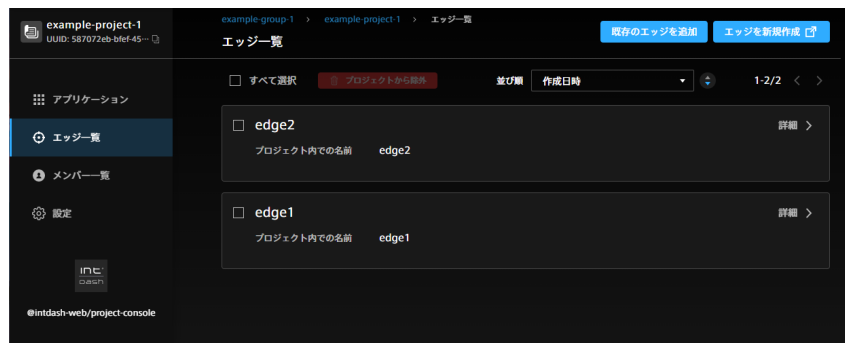 example-project-1
UUID: 587072eb-bfef-45…
example-group-1 > example-project-1 > エッジ一覧
エッジ一覧
既存のエッジを追加
エッジを新規作成
すべて選択
プロジェクトから除外
並び順
作成日時
1-2/2
アプリケーション
エッジ一覧
メンバー一覧
設定
int
dash
@intdash-web/project-console
edge2
詳細
プロジェクト内での名前 edge2
edge1
詳細
プロジェクト内での名前 edge1